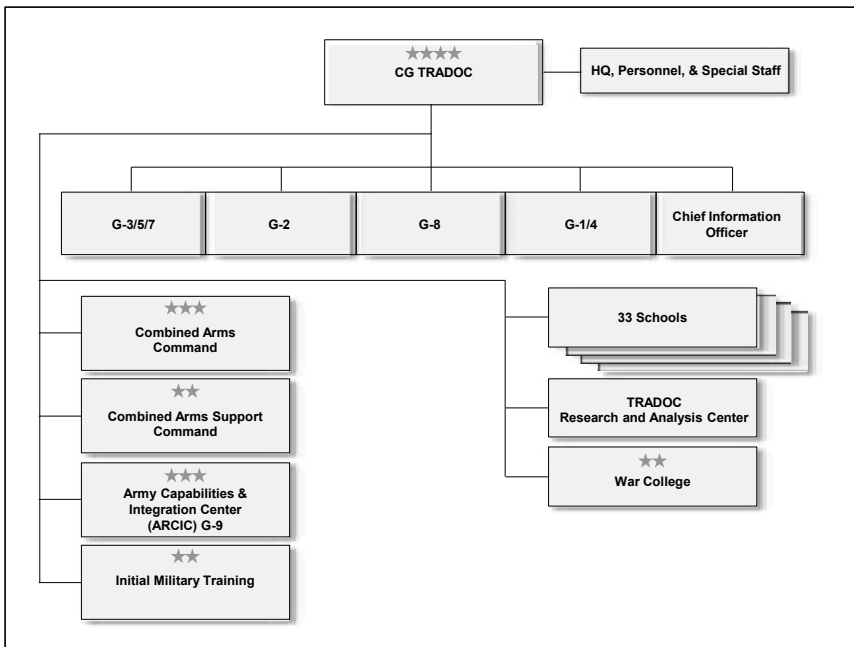 CG TRADOC
HQ, Personnel, & Special Staff
G-3/5/7
G-2
G-8
G-1/4
Chief Information
Officer
Combined Arms
Command
Combined Arms Support
Command
Army Capabilities &
Integration Center
(ARCIC) G-9
Initial Military Training
33 Schools
TRADOC
Research and Analysis Center
War College